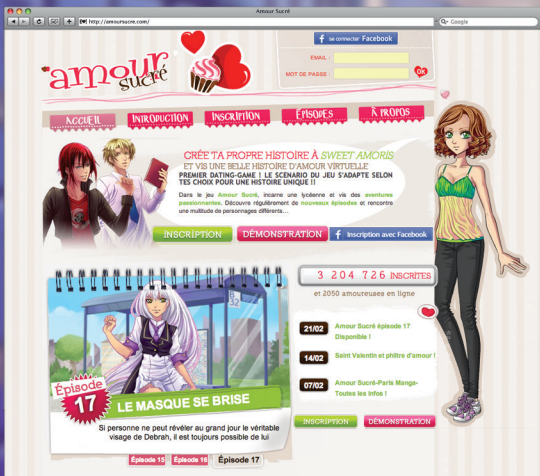 Amour Sucré
http://amoursucre.com/
Google
amour
sucré
se connecter Facebook
EMAIL :
MOT DE PASSE :
OK
ACCUEIL
INTRODUCTION
INSCRIPTION
ÉPISODES
À PROPOS
CRÉE TA PROPRE HISTOIRE À SWEET AMORIS
ET VIS UNE BELLE HISTOIRE D'AMOUR VIRTUELLE
PREMIER DATING-GAME ! LE SCENARIO DU JEU S'ADAPTE SELON
TES CHOIX POUR UNE HISTOIRE UNIQUE !!
Dans le jeu Amour Sucré, incarne une lycéenne et vis des aventures
passionnantes. Découvre régulièrement de nouveaux épisodes et rencontre
une multitude de personnages différents...
INSCRIPTION
DÉMONSTRATION
Inscription avec Facebook
3 204 726 INSCRITES
et 2050 amoureuses en ligne
32
21/02 Amour Sucré épisode 17
Disponible !
14/02 Saint Valentin et philtre d'amour !
07/02 Amour Sucré-Paris Manga-
Toutes les infos !
Épisode
17
LE MASQUE SE BRISE
Si personne ne peut révéler au grand jour le véritable
visage de Debrah, il est toujours possible de lui
INSCRIPTION
DÉMONSTRATION
Épisode 15
Épisode 16
Épisode 17